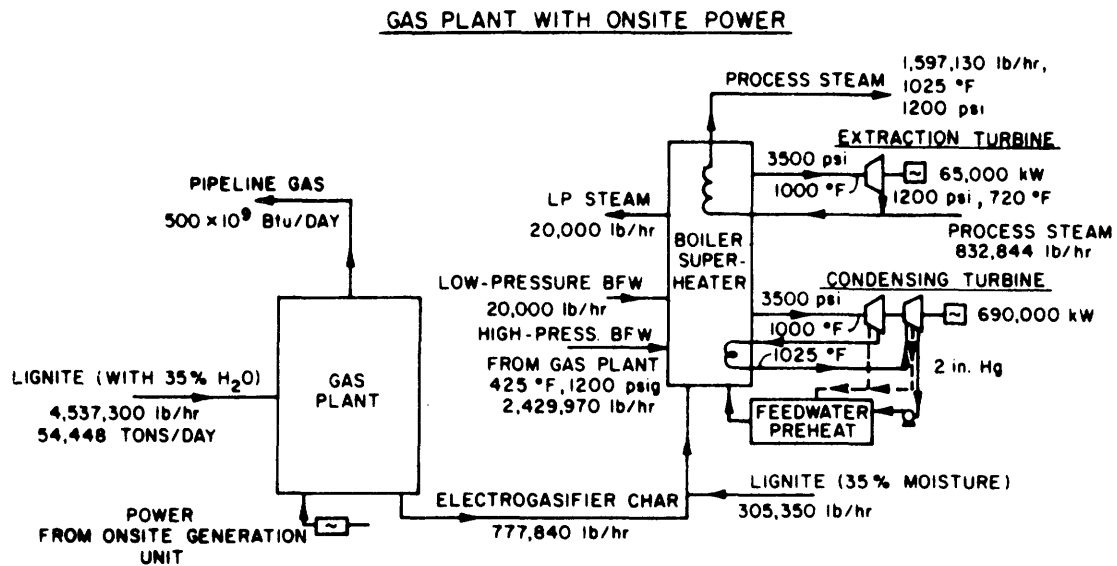 GAS PLANT WITH ONSITE POWER
1,597,130 lb/hr,
1025 °F
1200 psi
PROCESS STEAM
EXTRACTION TURBINE
3500 psi
1000 °F
65,000 kW
1200 psi, 720 °F
PROCESS STEAM
832,844 lb/hr
PIPELINE GAS
500 x 10⁹ Btu/DAY
LP STEAM
20,000 lb/hr
BOILER
SUPER-
HEATER
LOW-PRESSURE BFW
20,000 lb/hr
HIGH-PRESS. BFW
FROM GAS PLANT
425 °F, 1200 psig
2,429,970 lb/hr
CONDENSING TURBINE
3500 psi
1000 °F
690,000 kW
1025 °F
2 in. Hg
FEEDWATER
PREHEAT
LIGNITE (WITH 35% H₂O)
4,537,300 lb/hr
54,448 TONS/DAY
GAS
PLANT
LIGNITE (35% MOISTURE)
305,350 lb/hr
ELECTROGASIFIER CHAR
777,840 lb/hr
POWER
FROM ONSITE GENERATION
UNIT